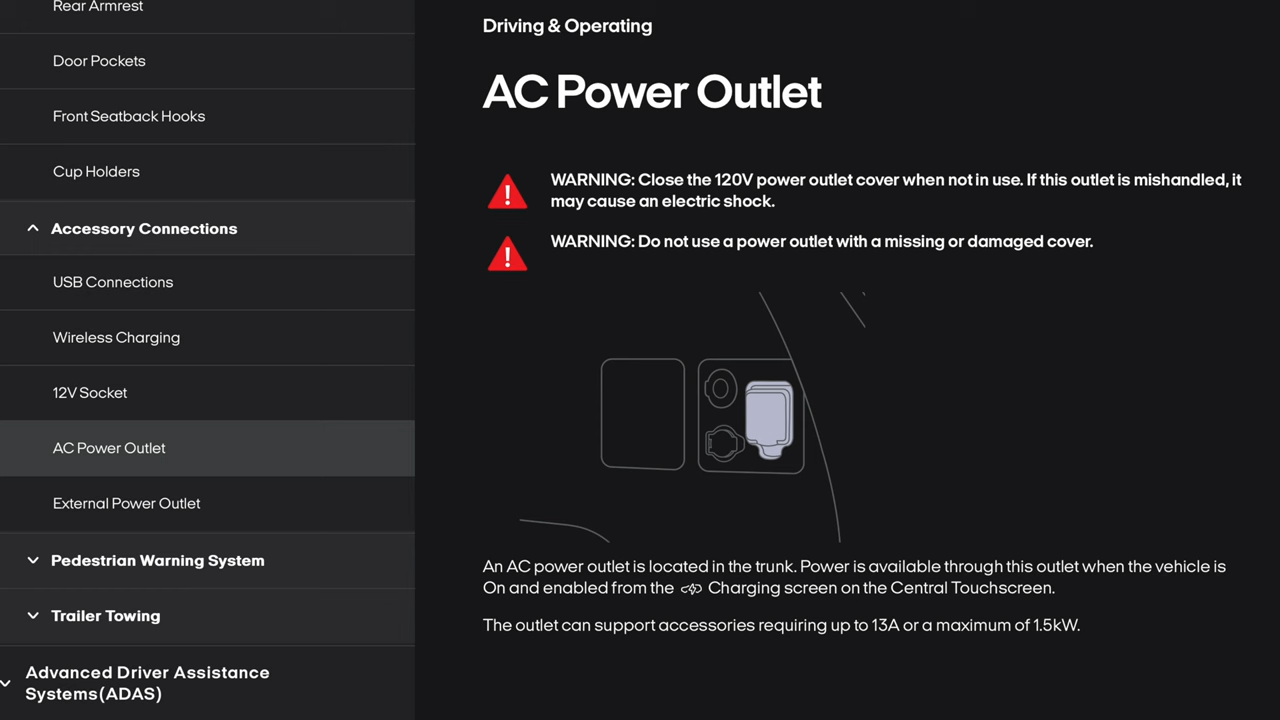 Rear Armrest
Door Pockets
Front Seatback Hooks
Cup Holders
Accessory Connections
USB Connections
Wireless Charging
12V Socket
AC Power Outlet
External Power Outlet
Pedestrian Warning System
Trailer Towing
Advanced Driver Assistance
Systems(ADAS)
Driving & Operating
AC Power Outlet
WARNING: Close the 120V power outlet cover when not in use. If this outlet is mishandled, it
may cause an electric shock.
WARNING: Do not use a power outlet with a missing or damaged cover.
An AC power outlet is located in the trunk. Power is available through this outlet when the vehicle is
On and enabled from the Charging screen on the Central Touchscreen.
The outlet can support accessories requiring up to 13A or a maximum of 1.5kW.